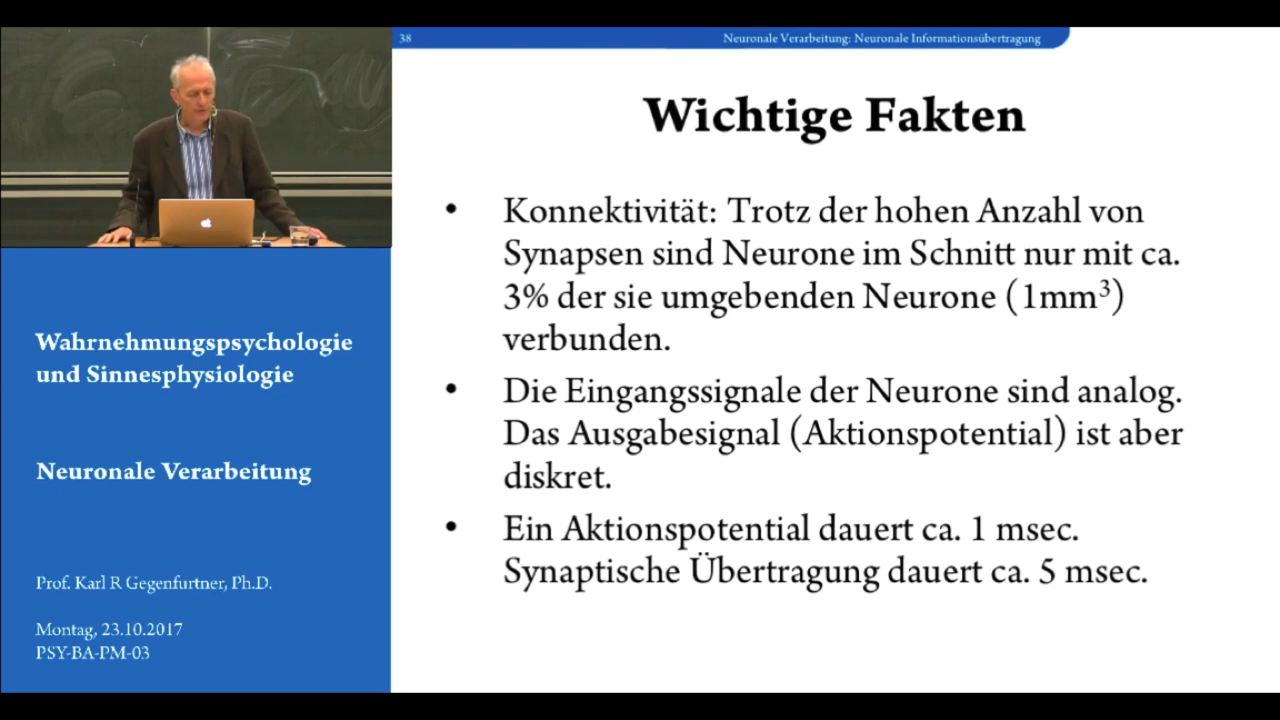 38
Neuronale Verarbeitung: Neuronale Informationsübertragung
Wichtige Fakten
• Konnektivität: Trotz der hohen Anzahl von
Synapsen sind Neurone im Schnitt nur mit ca.
3% der sie umgebenden Neurone (1mm³)
verbunden.
• Die Eingangssignale der Neurone sind analog.
Das Ausgabesignal (Aktionspotential) ist aber
diskret.
• Ein Aktionspotential dauert ca. 1 msec.
Synaptische Übertragung dauert ca. 5 msec.
Wahrnehmungspsychologie
und Sinnesphysiologie
Neuronale Verarbeitung
Prof. Karl R Gegenfurtner, Ph.D.
Montag, 23.10.2017
PSY-BA-PM-03